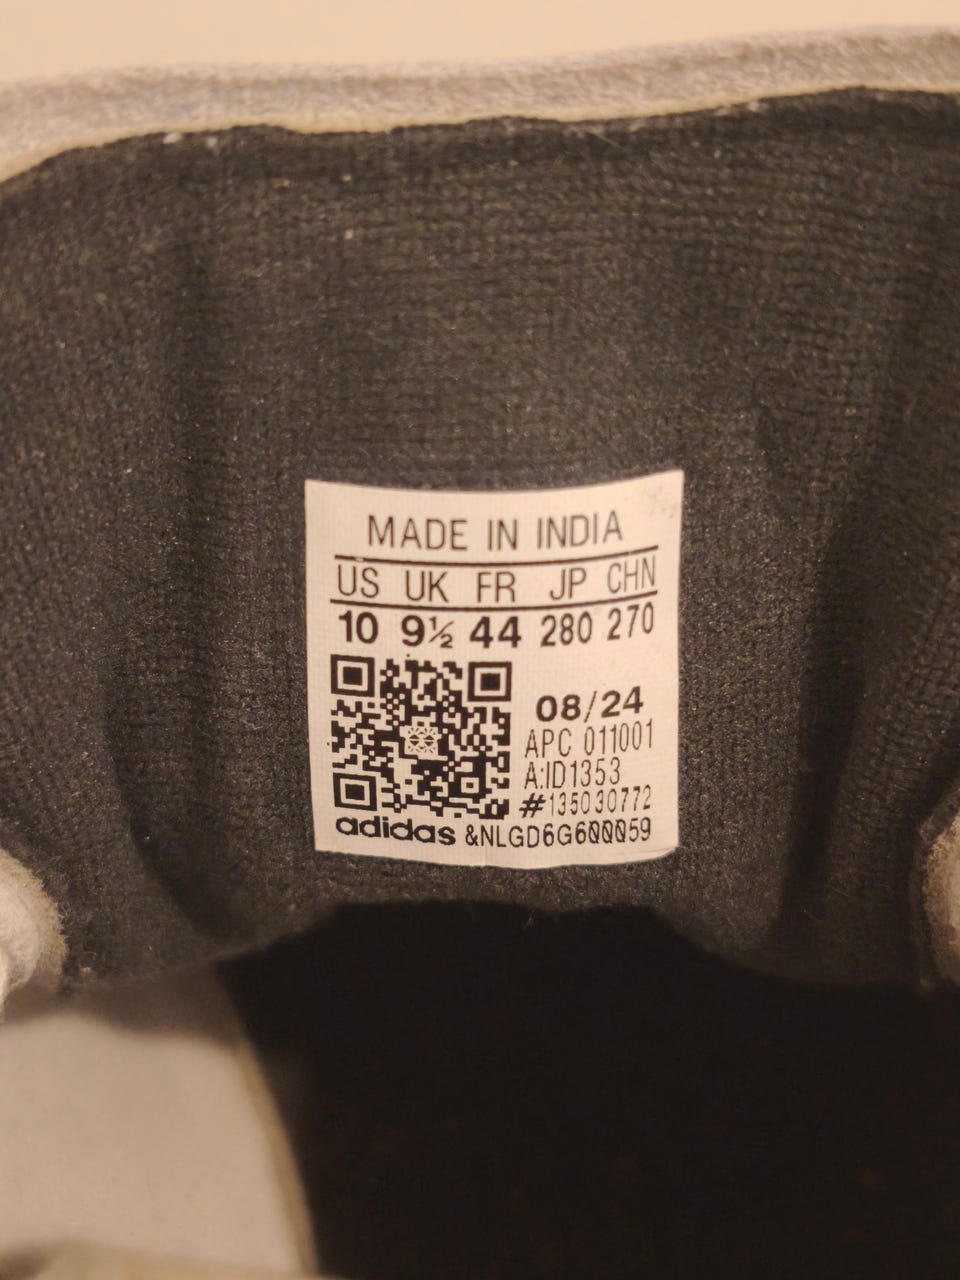 MADE IN INDIA
US UK FR JP CHN
10 9½ 44 280 270
08/24
APC 011001
A:ID1353
#135030772
adidas &NLGD6G600059